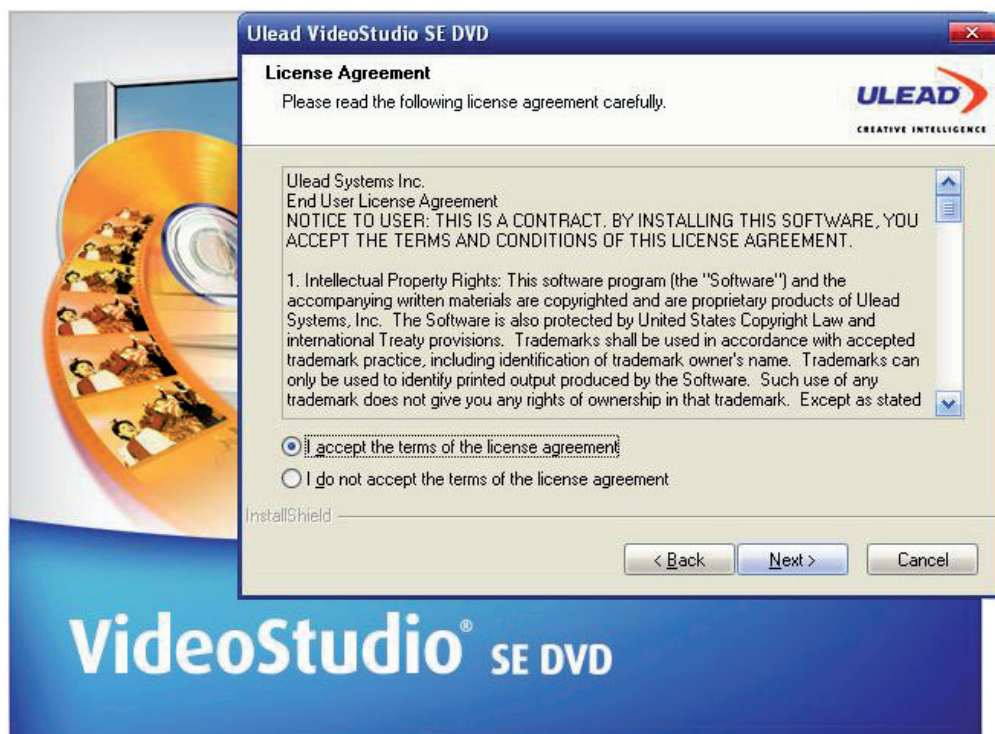 Ulead VideoStudio SE DVD
License Agreement
Please read the following license agreement carefully.
ULEAD
CREATIVE INTELLIGENCE
Ulead Systems Inc.
End User License Agreement
NOTICE TO USER: THIS IS A CONTRACT. BY INSTALLING THIS SOFTWARE, YOU
ACCEPT THE TERMS AND CONDITIONS OF THIS LICENSE AGREEMENT.
1. Intellectual Property Rights: This software program (the "Software") and the
accompanying written materials are copyrighted and are proprietary products of Ulead
Systems, Inc. The Software is also protected by United States Copyright Law and
international Treaty provisions. Trademarks shall be used in accordance with accepted
trademark practice, including identification of trademark owner's name. Trademarks can
only be used to identify printed output produced by the Software. Such use of any
trademark does not give you any rights of ownership in that trademark. Except as stated
I accept the terms of the license agreement
I do not accept the terms of the license agreement
InstallShield
< Back Next > Cancel
VideoStudio® SE DVD